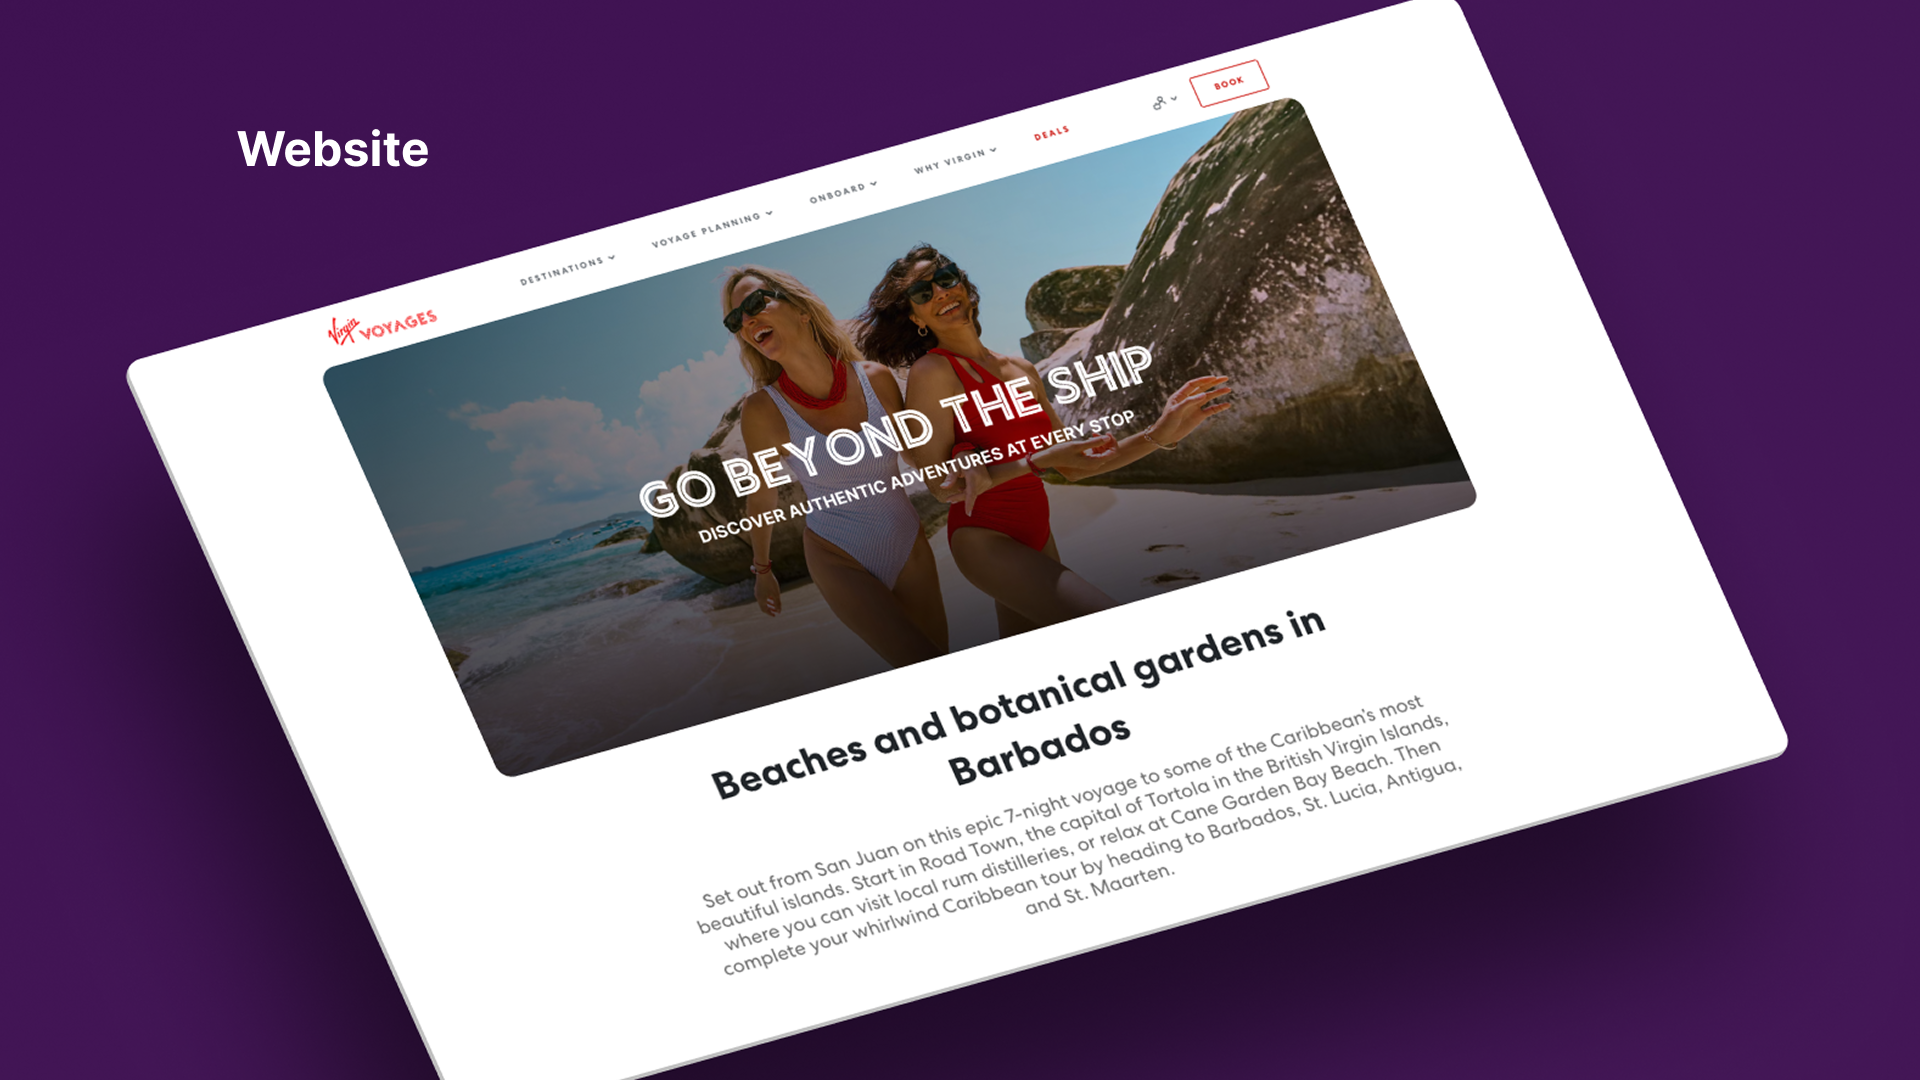 Website
Virgin VOYAGES
DESTINATIONS
VOYAGE PLANNING
ONBOARD
WHY VIRGIN
DEALS
BOOK
GO BEYOND THE SHIP
DISCOVER AUTHENTIC ADVENTURES AT EVERY STOP
Beaches and botanical gardens in
Barbados
Set out from San Juan on this epic 7-night voyage to some of the Caribbean's most
beautiful islands. Start in Road Town, the capital of Tortola in the British Virgin Islands,
where you can visit local rum distilleries, or relax at Cane Garden Bay Beach. Then
complete your whirlwind Caribbean tour by heading to Barbados, St. Lucia, Antigua,
and St. Maarten.